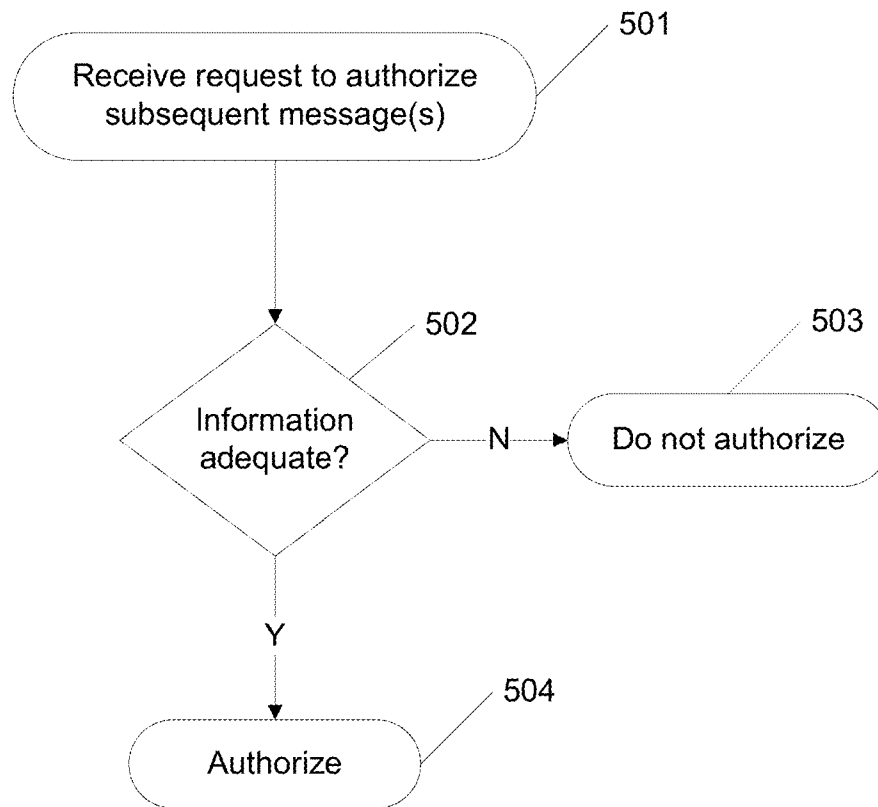 501
Receive request to authorize
subsequent message(s)
502
503
Information
adequate?
N
Do not authorize
Y
504
Authorize